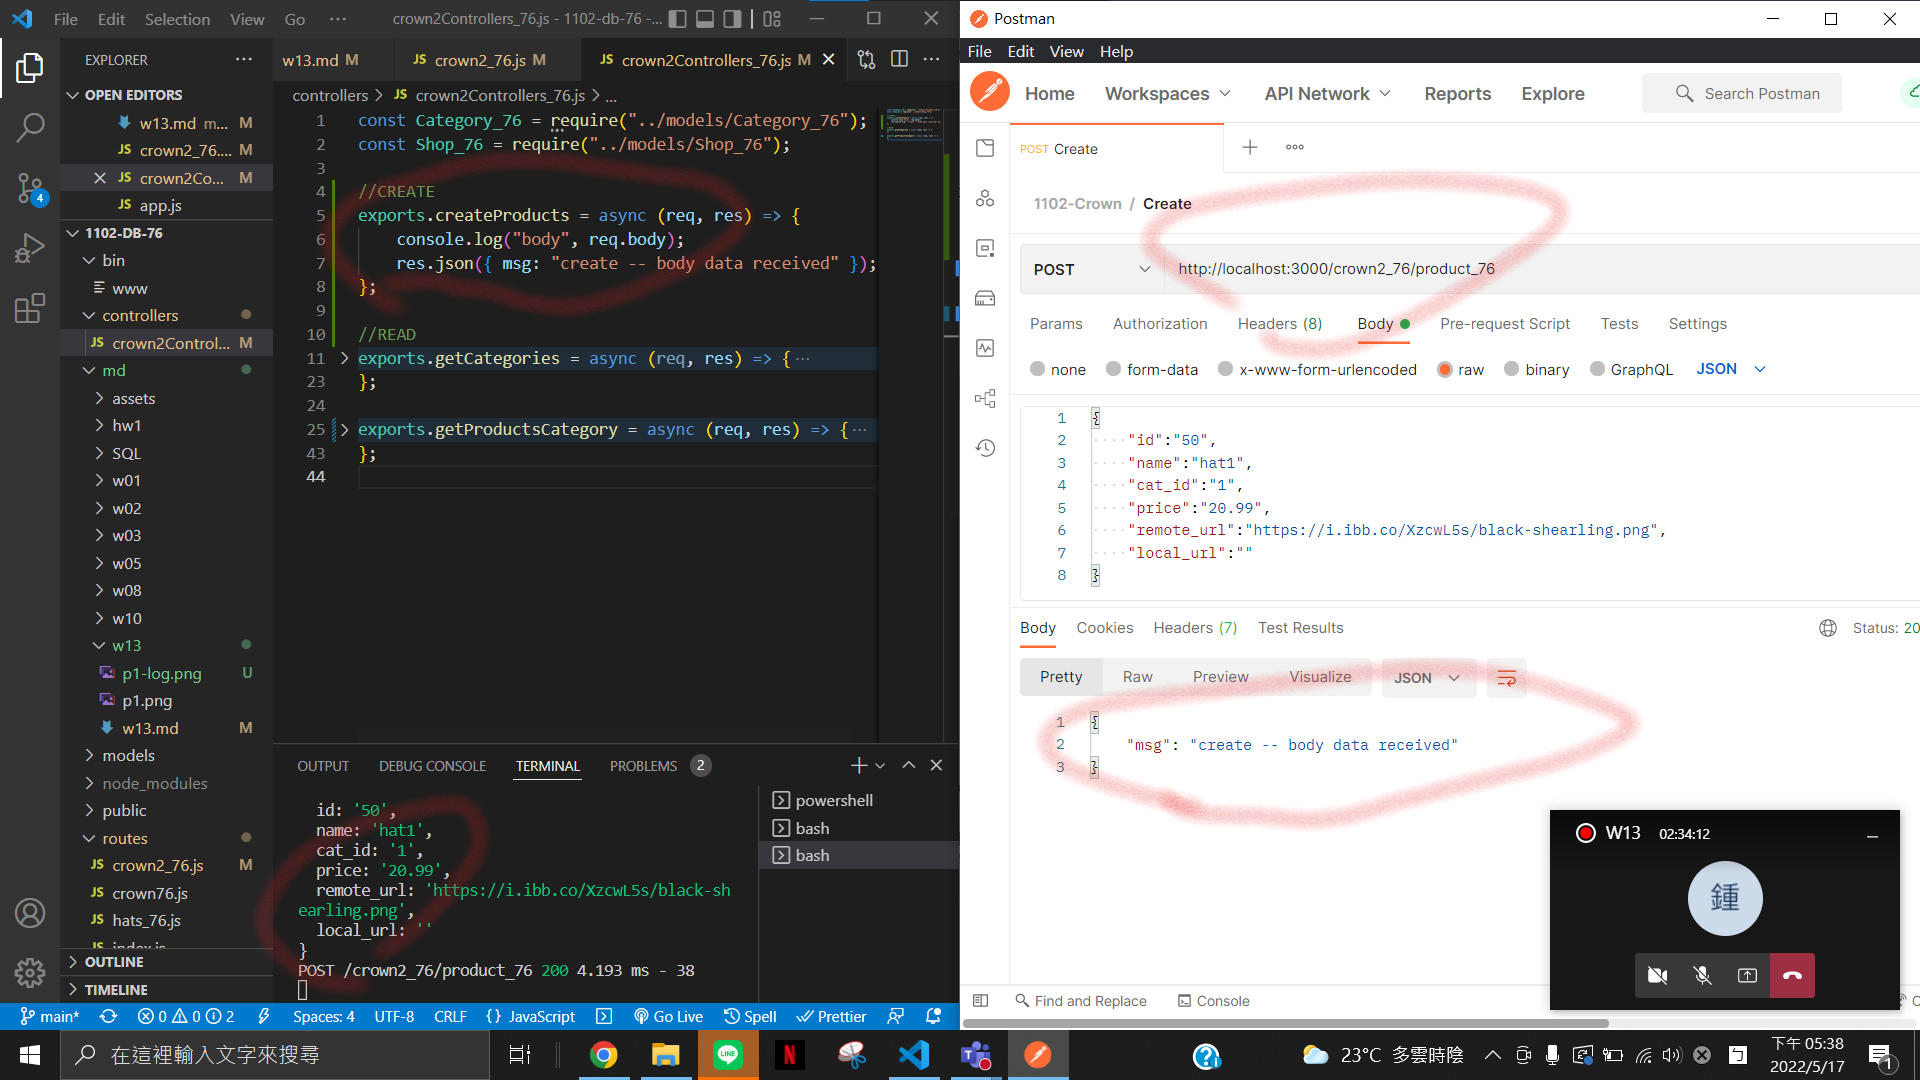 File Edit Selection View Go ···
crown2Controllers_76.js - 1102-db-76 -...
EXPLORER
OPEN EDITORS
w13.md m... M
crown2_76.... M
crown2Co... M
app.js
1102-DB-76
bin
www
controllers
crown2Control... M
md
assets
hw1
SQL
w01
w02
w03
w05
w08
w10
w13
p1-log.png U
p1.png
w13.md M
models
node_modules
public
routes
crown2_76.js M
crown76.js
hats_76.js
index.js
OUTLINE
TIMELINE
w13.md M
JS crown2_76.js M
JS crown2Controllers_76.js M
controllers > JS crown2Controllers_76.js > ...
1 const Category_76 = require("../models/Category_76");
2 const Shop_76 = require("../models/Shop_76");
3
4 //CREATE
5 exports.createProducts = async (req, res) => {
6 console.log("body", req.body);
7 res.json({ msg: "create -- body data received" });
8 };
9
10 //READ
11 exports.getCategories = async (req, res) => {···
23 };
24
25 exports.getProductsCategory = async (req, res) => {···
43 };
44
OUTPUT DEBUG CONSOLE TERMINAL PROBLEMS 2
id: '50',
name: 'hat1',
cat_id: '1',
price: '20.99',
remote_url: 'https://i.ibb.co/XzcwL5s/black-sh
earling.png',
local_url: ''
}
POST /crown2_76/product_76 200 4.193 ms - 38
powershell
bash
bash
main* 0 0 2 Spaces: 4 UTF-8 CRLF {} JavaScript Go Live Spell Prettier
Postman
File Edit View Help
Home Workspaces API Network Reports Explore
Search Postman
POST Create
1102-Crown / Create
POST
http://localhost:3000/crown2_76/product_76
Params Authorization Headers (8) Body Pre-request Script Tests Settings
none form-data x-www-form-urlencoded raw binary GraphQL JSON
1 {
2 "id":"50",
3 "name":"hat1",
4 "cat_id":"1",
5 "price":"20.99",
6 "remote_url":"https://i.ibb.co/XzcwL5s/black-shearling.png",
7 "local_url":""
8 }
Body Cookies Headers (7) Test Results
Status: 20
Pretty Raw Preview Visualize JSON
1 {
2 "msg": "create -- body data received"
3 }
W13 02:34:12
鍾
Find and Replace Console
在這裡輸入文字來搜尋
LINE
N
23°C 多雲時陰
下午 05:38
2022/5/17
1